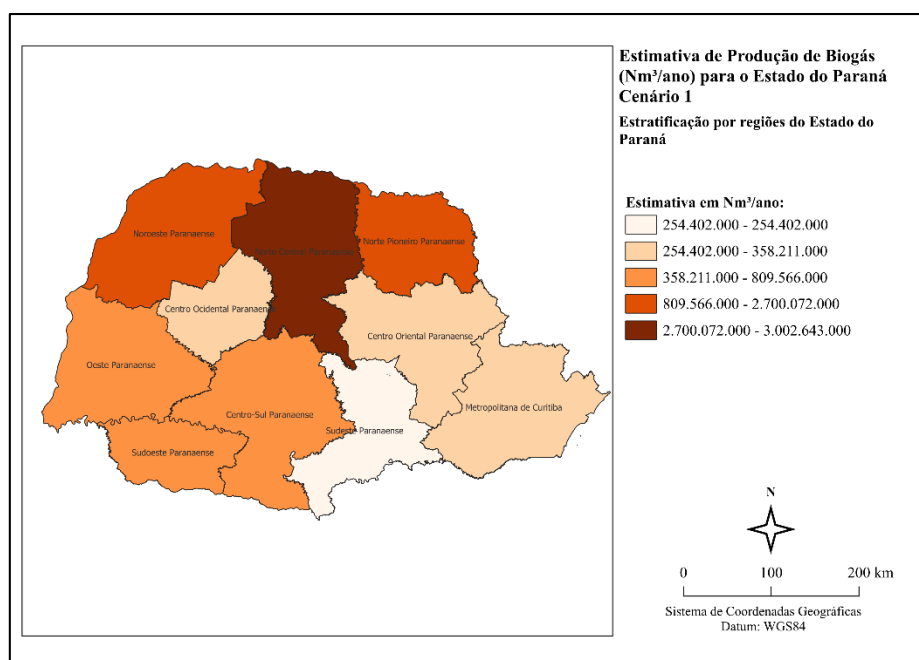 Estimativa de Produção de Biogás
(Nm³/ano) para o Estado do Paraná
Cenário 1
Estratificação por regiões do Estado do
Paraná
Estimativa em Nm³/ano:
254.402.000 - 254.402.000
254.402.000 - 358.211.000
358.211.000 - 809.566.000
809.566.000 - 2.700.072.000
2.700.072.000 - 3.002.643.000
Noroeste Paranaense
Norte Central Paranaense
Norte Pioneiro Paranaense
Centro Ocidental Paranaense
Centro Oriental Paranaense
Oeste Paranaense
Centro-Sul Paranaense
Metropolitana de Curitiba
Sudeste Paranaense
Sudoeste Paranaense
N
0 100 200 km
Sistema de Coordenadas Geográficas
Datum: WGS84